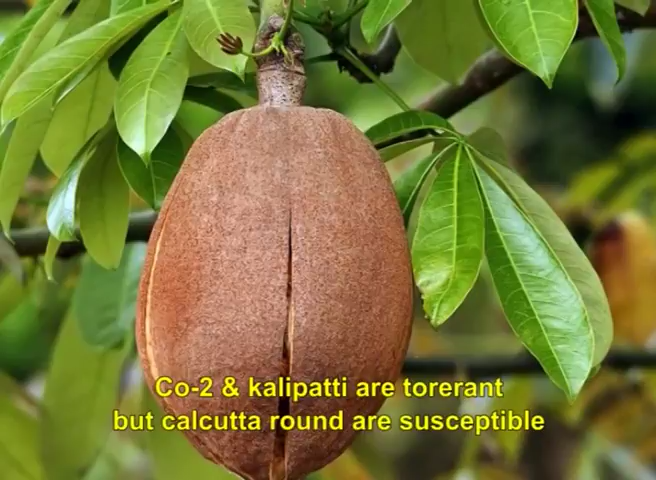 Co-2 & kalipatti are torerant
but calcutta round are susceptible